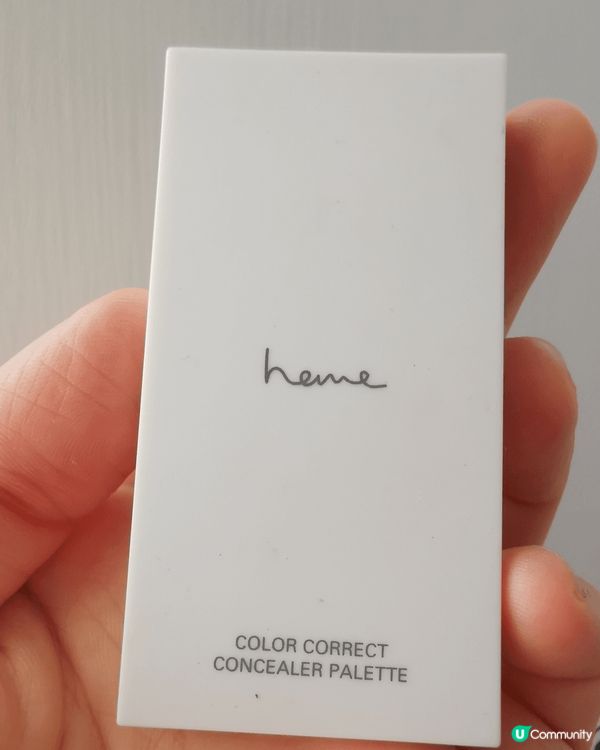 heme
COLOR CORRECT
CONCEALER PALETTE
U Community